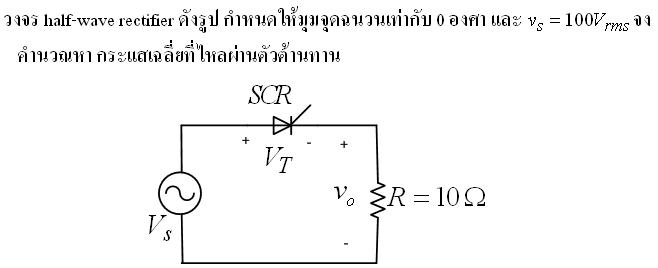 วงจร half-wave rectifier ดังรูป กำหนดให้มุมจุดฉนวนเท่ากับ 0 องศา และ v_s = 100V_rms จง
คำนวณหา กระแสเฉลี่ยที่ไหลผ่านตัวต้านทาน
SCR
+ V_T - +
v_o R = 10 Ω
V_s
-